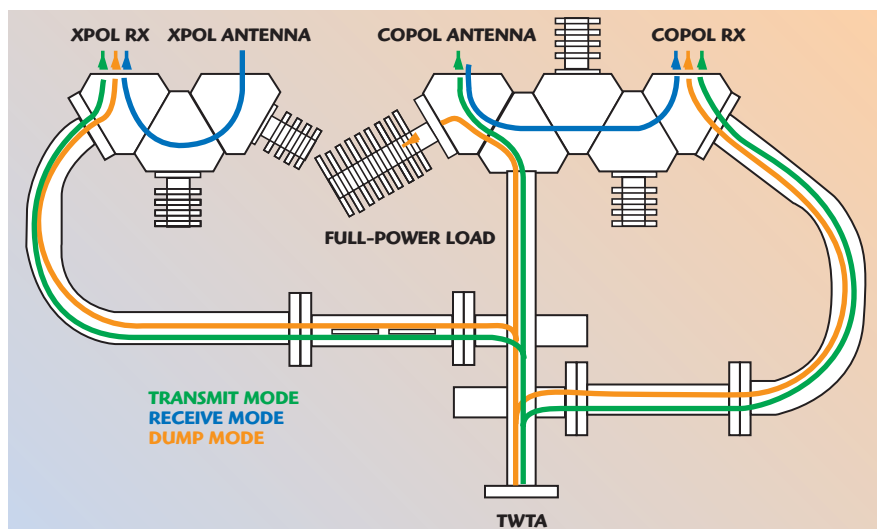 XPOL RX
XPOL ANTENNA
COPOL ANTENNA
COPOL RX
FULL-POWER LOAD
TRANSMIT MODE
RECEIVE MODE
DUMP MODE
TWTA